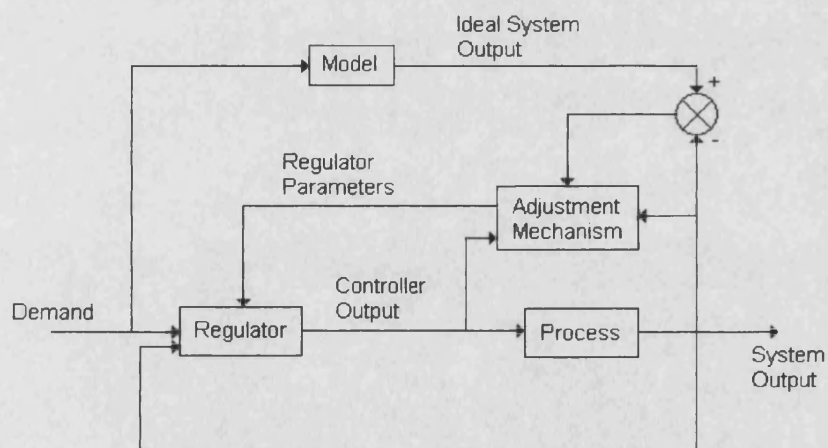 Ideal System
Output
Model
+
-
Regulator
Parameters
Adjustment
Mechanism
Controller
Output
Demand
Regulator
Process
System
Output